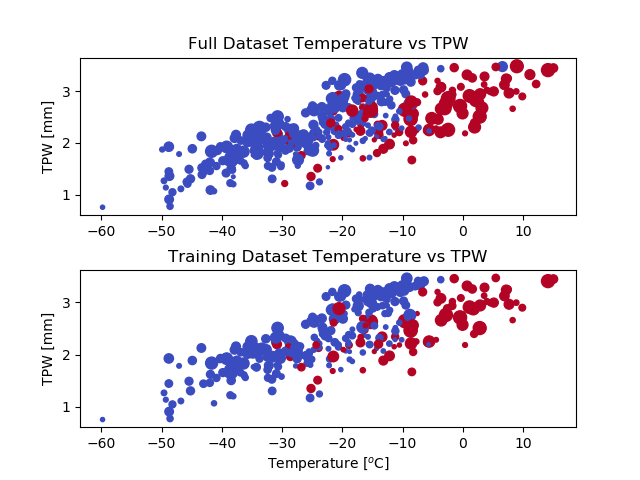 Full Dataset Temperature vs TPW
TPW [mm]
3
2
1
−60 −50 −40 −30 −20 −10 0 10
Training Dataset Temperature vs TPW
TPW [mm]
3
2
1
−60 −50 −40 −30 −20 −10 0 10
Temperature [°C]